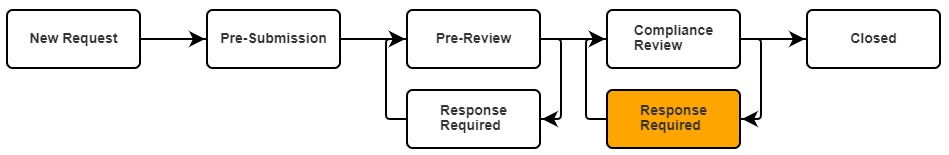 New Request
Pre-Submission
Pre-Review
Compliance
Review
Closed
Response
Required
Response
Required